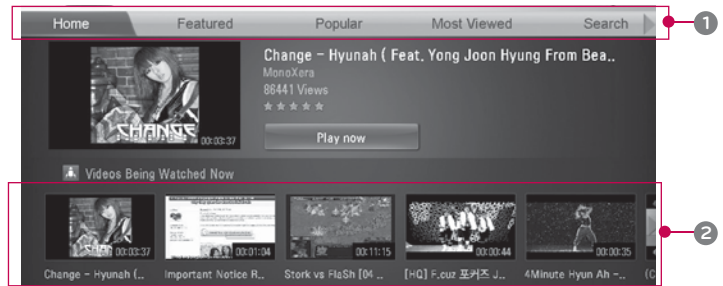 Home Featured Popular Most Viewed Search
1
Change - Hyunah ( Feat. Yong Joon Hyung From Bea..
MonoXera
86441 Views
CHANGE
00:03:37
Play now
Videos Being Watched Now
2
00:03:37 00:01:04 00:11:15 00:00:44 00:00:35
Change - Hyunah (.. Important Notice R.. Stork vs FlaSh [04 .. [HQ] F.cuz 포커즈 J.. 4Minute Hyun Ah -.. (C